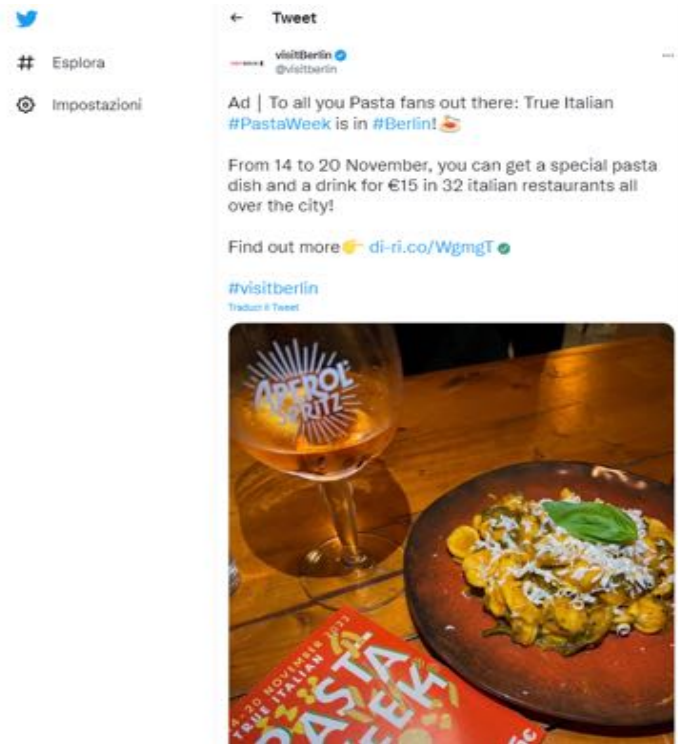 Tweet
Esplora
Impostazioni
visitBerlin
@visitberlin
Ad | To all you Pasta fans out there: True Italian
#PastaWeek is in #Berlin!
From 14 to 20 November, you can get a special pasta
dish and a drink for €15 in 32 italian restaurants all
over the city!
Find out more di-ri.co/WgmgT
#visitberlin
Traduci il Tweet
APEROL
SPRITZ
4-20 NOVEMBER
TRUE ITALIAN
PASTA
WEEK